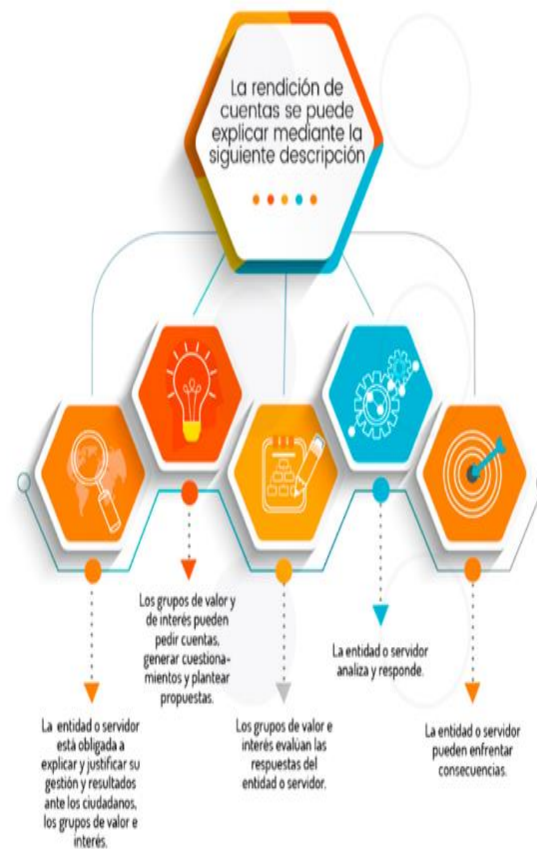 La rendición de
cuentas se puede
explicar mediante la
siguiente descripción
La entidad o servidor
está obligada a
explicar y justificar su
gestión y resultados
ante los ciudadanos,
los grupos de valor e
interés.
Los grupos de valor y
de interés pueden
pedir cuentas,
generar cuestiona-
mientos y plantear
propuestas.
Los grupos de valor e
interés evalúan las
respuestas del
entidad o servidor.
La entidad o servidor
analiza y responde.
La entidad o servidor
pueden enfrentar
consecuencias.